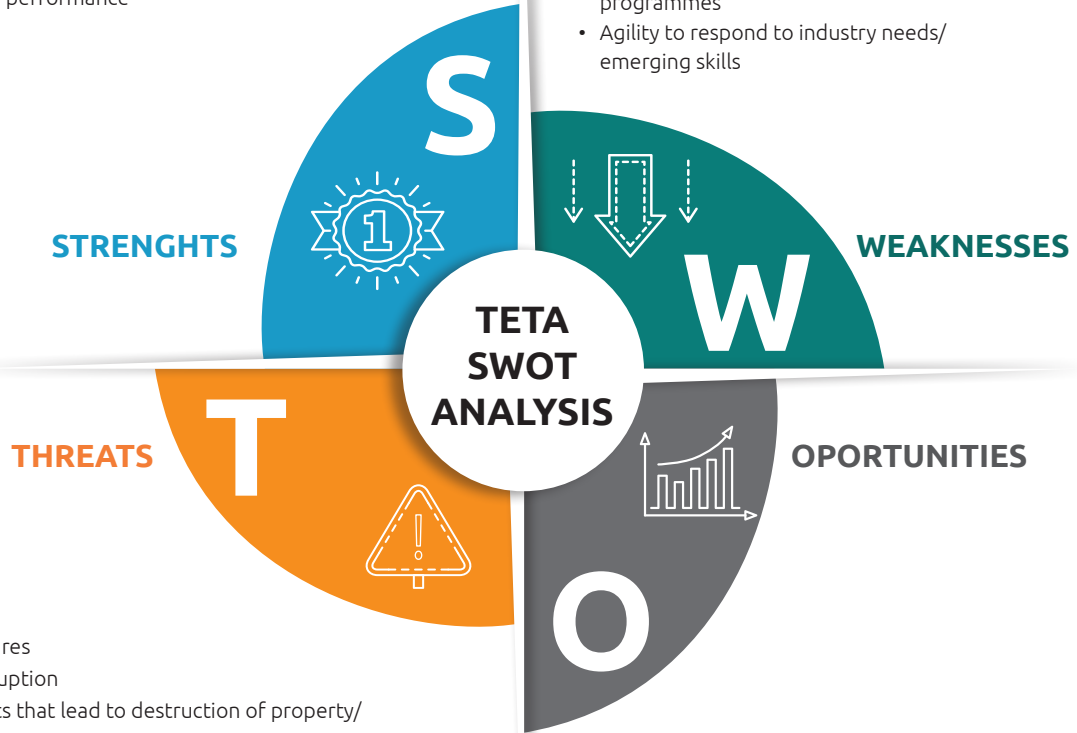 performance
programmes
• Agility to respond to industry needs/
emerging skills
S
1
STRENGHTS
WEAKNESSES
W
TETA
SWOT
ANALYSIS
T
THREATS
!
OPORTUNITIES
O
res
uption
ts that lead to destruction of property/